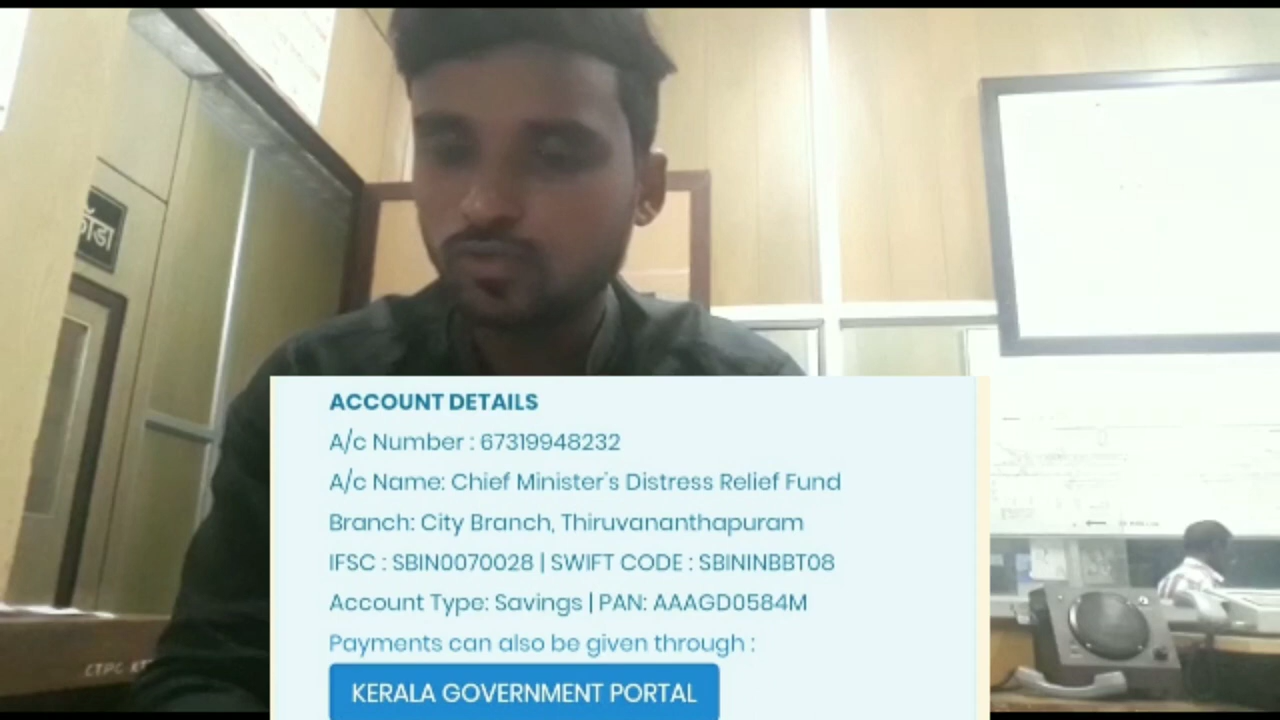 ACCOUNT DETAILS
A/c Number : 67319948232
A/c Name: Chief Minister's Distress Relief Fund
Branch: City Branch, Thiruvananthapuram
IFSC : SBIN0070028 | SWIFT CODE : SBININBBT08
Account Type: Savings | PAN: AAAGD0584M
Payments can also be given through :
KERALA GOVERNMENT PORTAL
CTPC